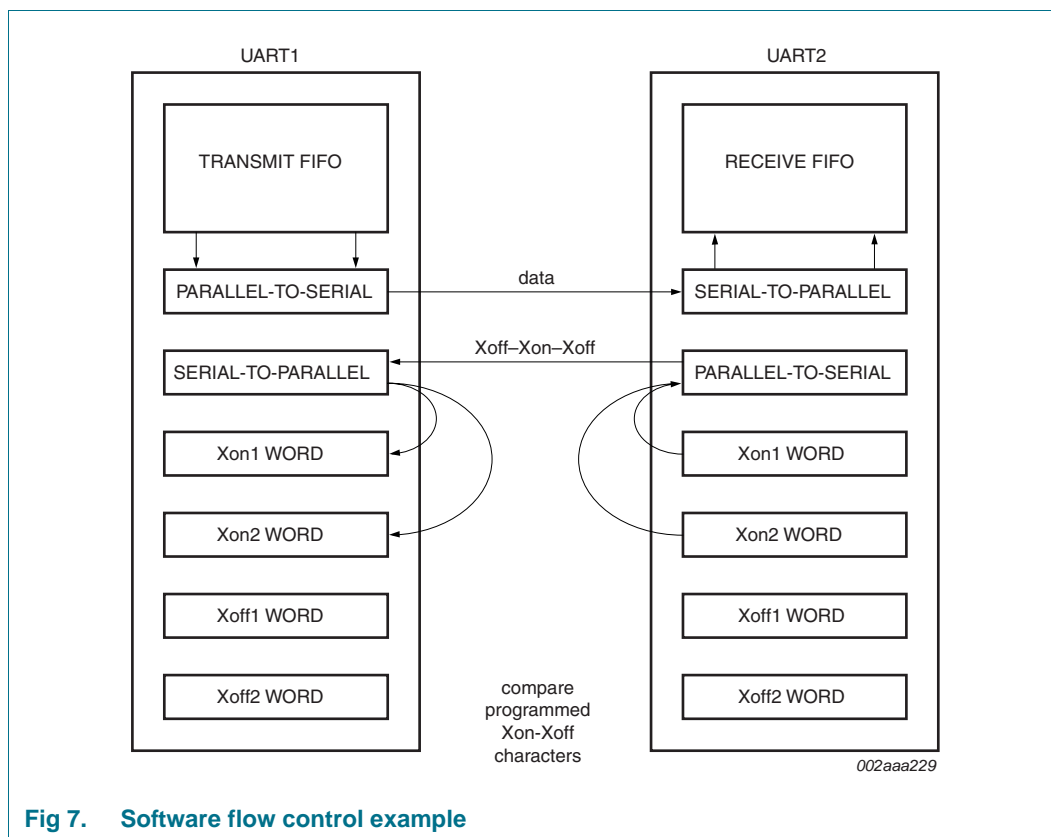 UART1
UART2
TRANSMIT FIFO
RECEIVE FIFO
PARALLEL-TO-SERIAL
data
SERIAL-TO-PARALLEL
SERIAL-TO-PARALLEL
Xoff–Xon–Xoff
PARALLEL-TO-SERIAL
Xon1 WORD
Xon1 WORD
Xon2 WORD
Xon2 WORD
Xoff1 WORD
Xoff1 WORD
Xoff2 WORD
Xoff2 WORD
compare
programmed
Xon-Xoff
characters
002aaa229
Fig 7. Software flow control example